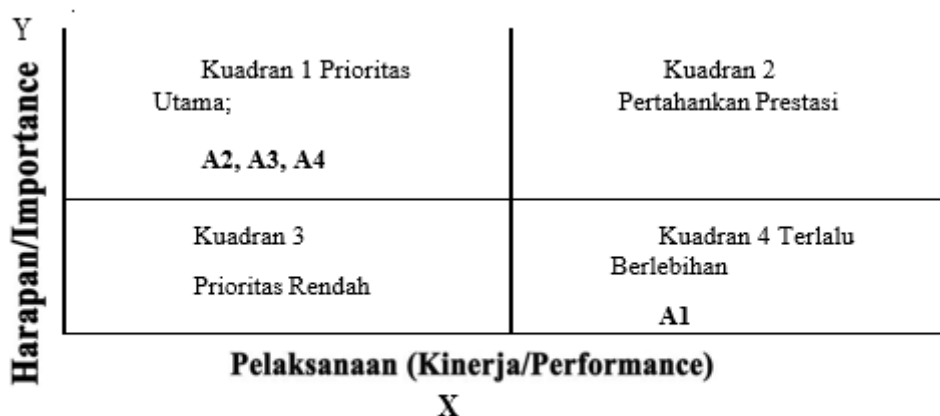 Y
Harapan/Importance
Kuadran 1 Prioritas
Utama;
A2, A3, A4
Kuadran 2
Pertahankan Prestasi
Kuadran 3
Prioritas Rendah
Kuadran 4 Terlalu
Berlebihan
A1
Pelaksanaan (Kinerja/Performance)
X